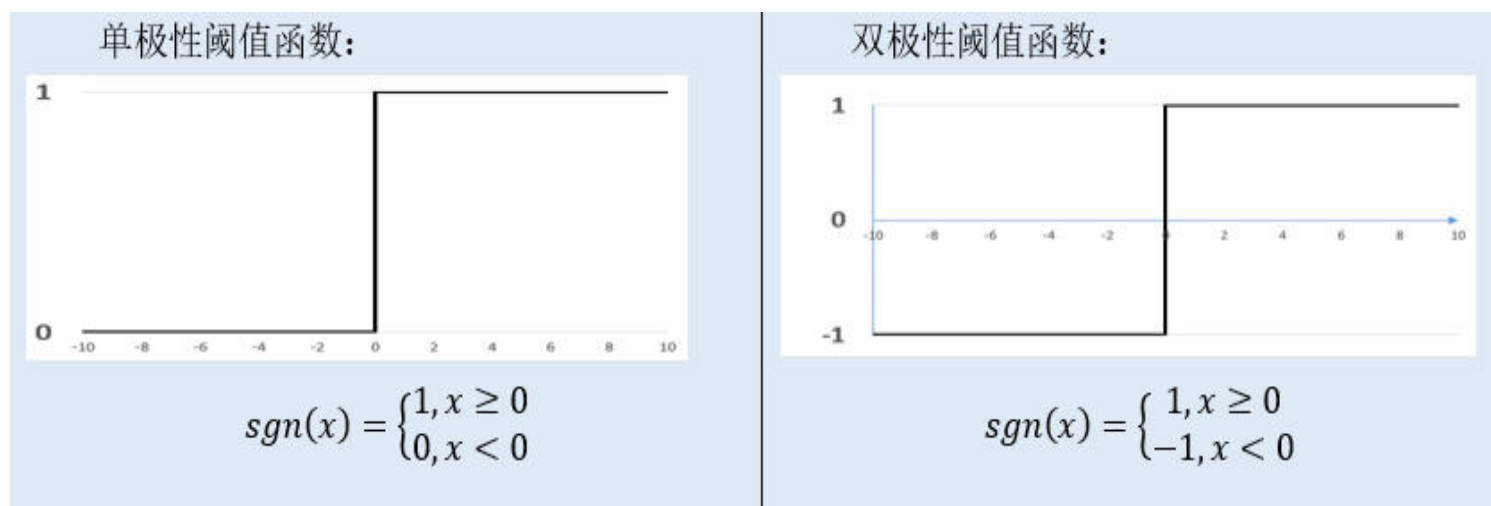 单极性阈值函数：
1
0
-10 -8 -6 -4 -2 0 2 4 6 8 10
sgn(x) = {1, x ≥ 0
0, x < 0
双极性阈值函数：
1
0
-10 -8 -6 -4 -2 0 2 4 6 8 10
-1
sgn(x) = { 1, x ≥ 0
−1, x < 0